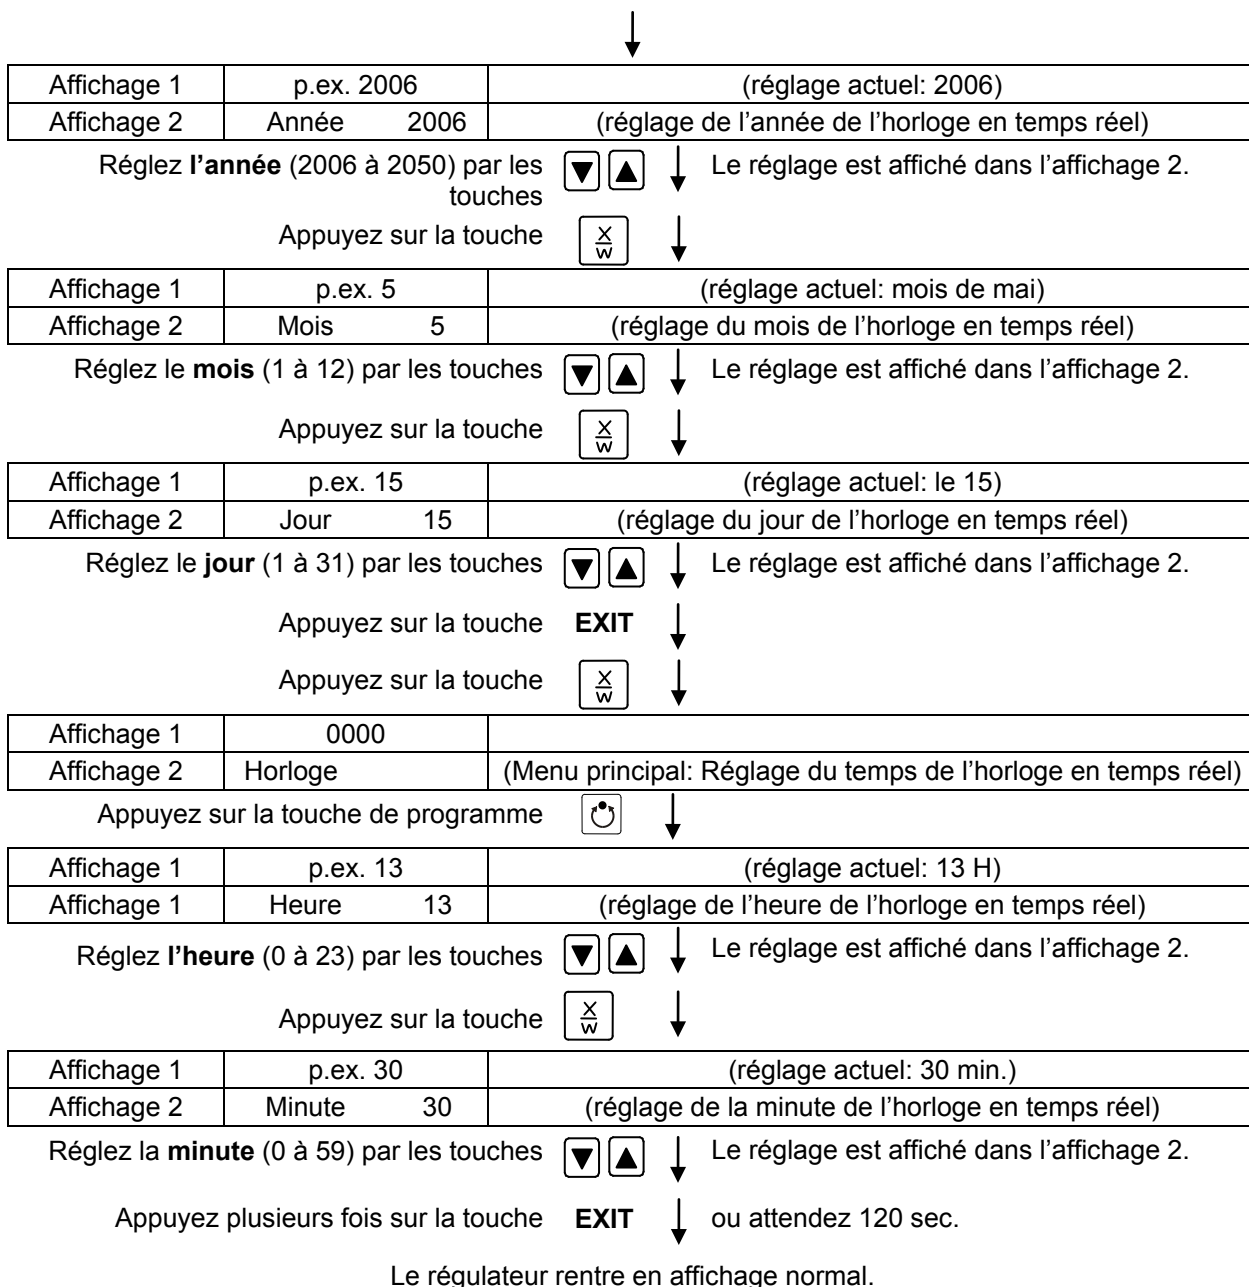 Affichage 1 p.ex. 2006 (réglage actuel: 2006)
Affichage 2 Année 2006 (réglage de l'année de l'horloge en temps réel)
Réglez l'année (2006 à 2050) par les Le réglage est affiché dans l'affichage 2.
touches
Appuyez sur la touche X W
Affichage 1 p.ex. 5 (réglage actuel: mois de mai)
Affichage 2 Mois 5 (réglage du mois de l'horloge en temps réel)
Réglez le mois (1 à 12) par les touches Le réglage est affiché dans l'affichage 2.
Appuyez sur la touche X W
Affichage 1 p.ex. 15 (réglage actuel: le 15)
Affichage 2 Jour 15 (réglage du jour de l'horloge en temps réel)
Réglez le jour (1 à 31) par les touches Le réglage est affiché dans l'affichage 2.
Appuyez sur la touche EXIT
Appuyez sur la touche X W
Affichage 1 0000
Affichage 2 Horloge (Menu principal: Réglage du temps de l'horloge en temps réel)
Appuyez sur la touche de programme
Affichage 1 p.ex. 13 (réglage actuel: 13 H)
Affichage 1 Heure 13 (réglage de l'heure de l'horloge en temps réel)
Réglez l'heure (0 à 23) par les touches Le réglage est affiché dans l'affichage 2.
Appuyez sur la touche X W
Affichage 1 p.ex. 30 (réglage actuel: 30 min.)
Affichage 2 Minute 30 (réglage de la minute de l'horloge en temps réel)
Réglez la minute (0 à 59) par les touches Le réglage est affiché dans l'affichage 2.
Appuyez plusieurs fois sur la touche EXIT ou attendez 120 sec.
Le régulateur rentre en affichage normal.